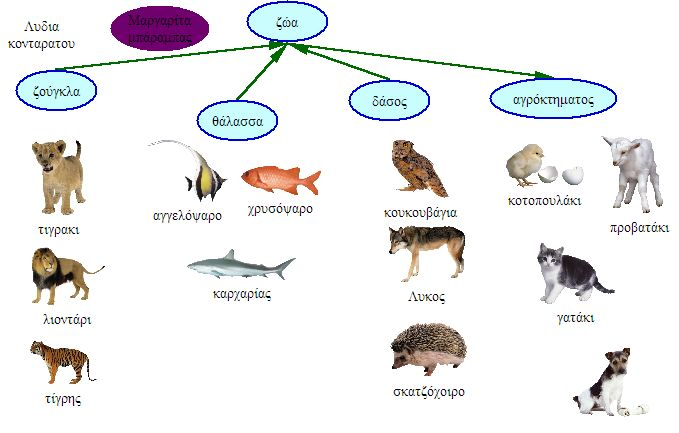 Λυδια
κονταρατου
Μαργαρίτα
μπαραμπας
ζώα
ζούγκλα
θάλασσα
δάσος
αγρόκτηματος
τιγρακι
αγγελόψαρο
χρυσόψαρο
κουκουβάγια
κοτοπουλάκι
προβατάκι
λιοντάρι
καρχαρίας
Λυκος
γατάκι
τίγρης
σκατζόχοιρο